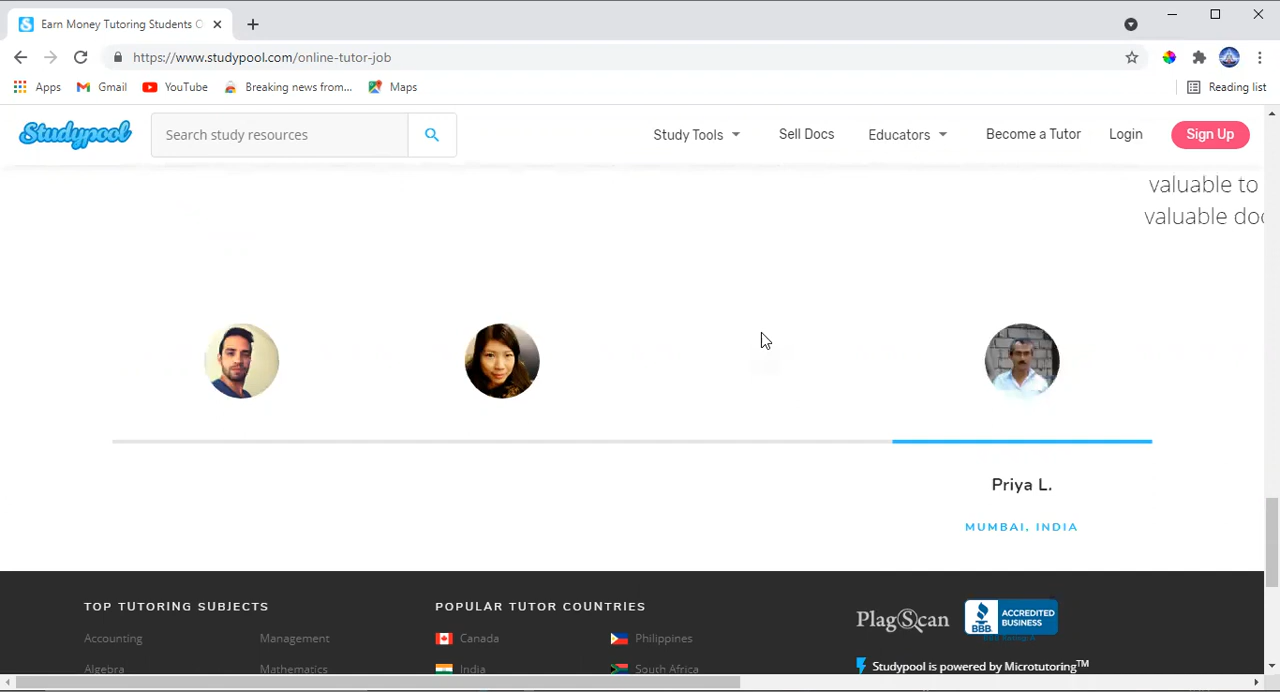 Earn Money Tutoring Students O
https://www.studypool.com/online-tutor-job
Apps Gmail YouTube Breaking news from... Maps Reading list
Studypool Search study resources Study Tools Sell Docs Educators Become a Tutor Login Sign Up
valuable to
valuable doc
Priya L.
MUMBAI, INDIA
TOP TUTORING SUBJECTS POPULAR TUTOR COUNTRIES PlagScan BBB ACCREDITED BUSINESS
BBB Rating A
Accounting Management Canada Philippines
Algebra Mathematics India South Africa
Studypool is powered by Microtutoring™